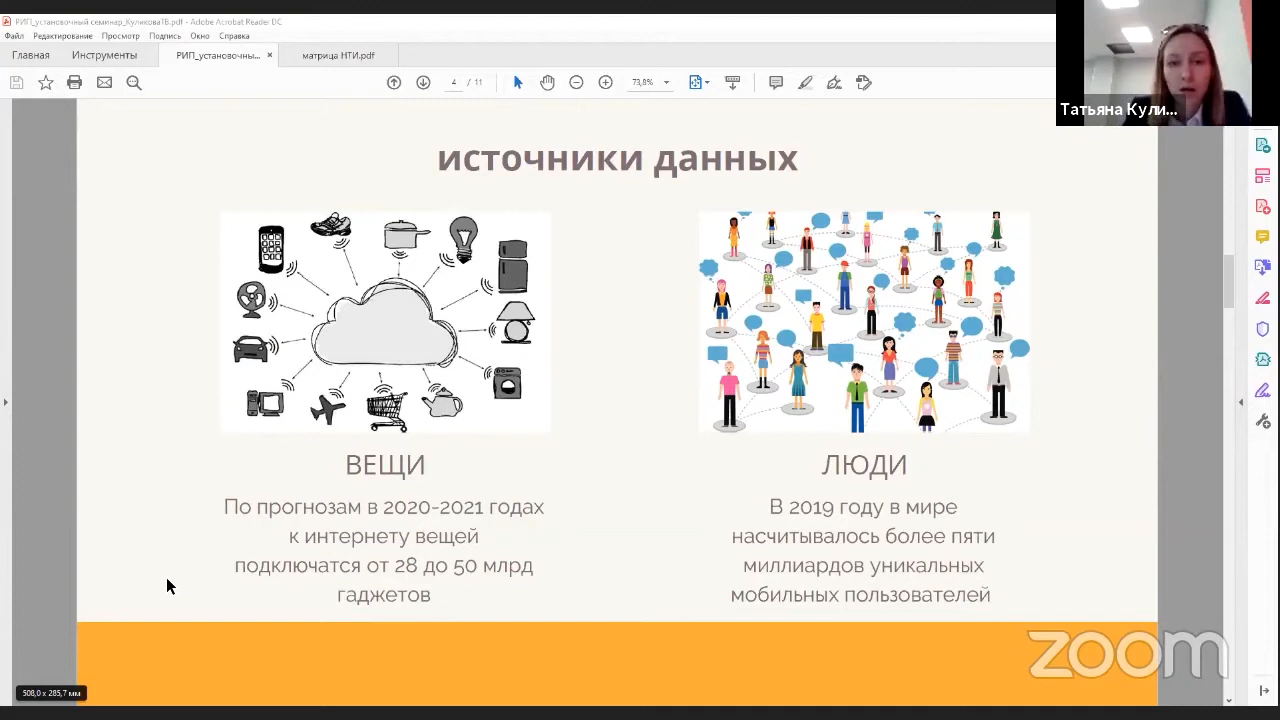 РИП_установочный семинар_КуликоваТВ.pdf - Adobe Acrobat Reader DC
Файл Редактирование Просмотр Подпись Окно Справка
Главная Инструменты РИП_установочны... × матрица НТИ.pdf
4 / 11 73,8%
Татьяна Кули...
источники данных
ВЕЩИ
По прогнозам в 2020-2021 годах
к интернету вещей
подключатся от 28 до 50 млрд
гаджетов
ЛЮДИ
В 2019 году в мире
насчитывалось более пяти
миллиардов уникальных
мобильных пользователей
508,0 x 285,7 мм
zoom